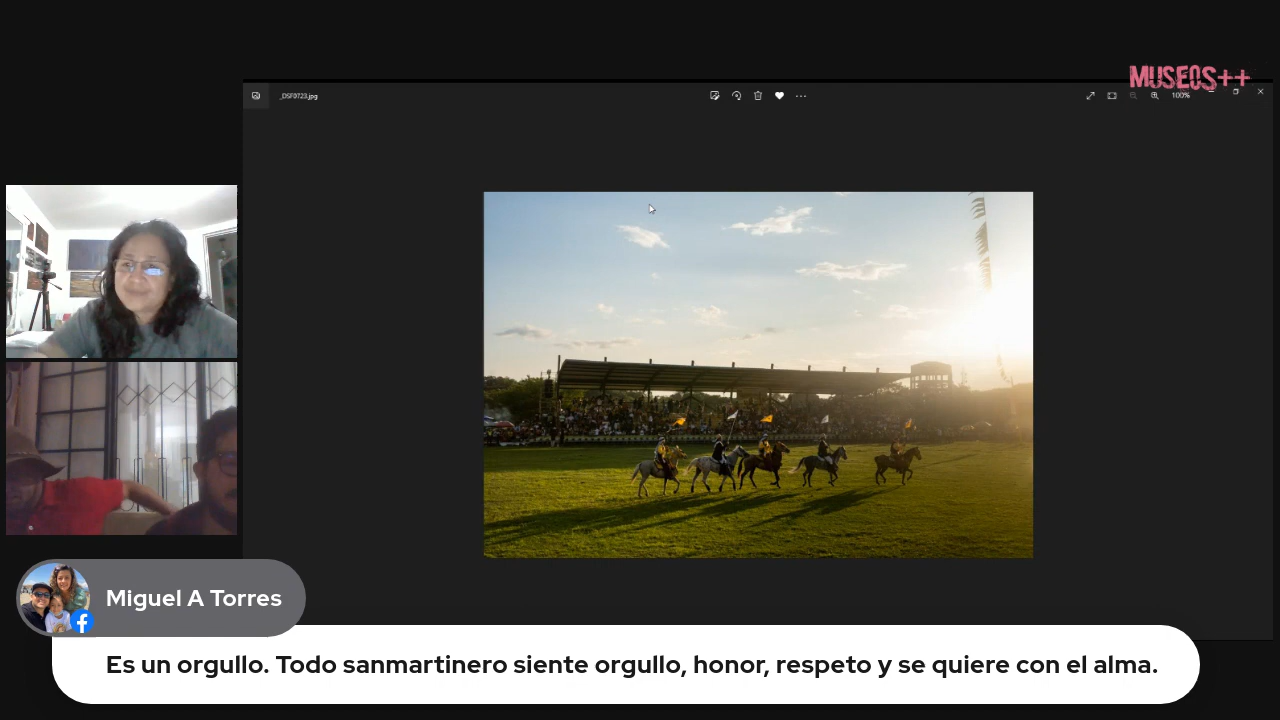 MUSEOS++
_DSF0723.jpg
100%
Miguel A Torres
Es un orgullo. Todo sanmartinero siente orgullo, honor, respeto y se quiere con el alma.